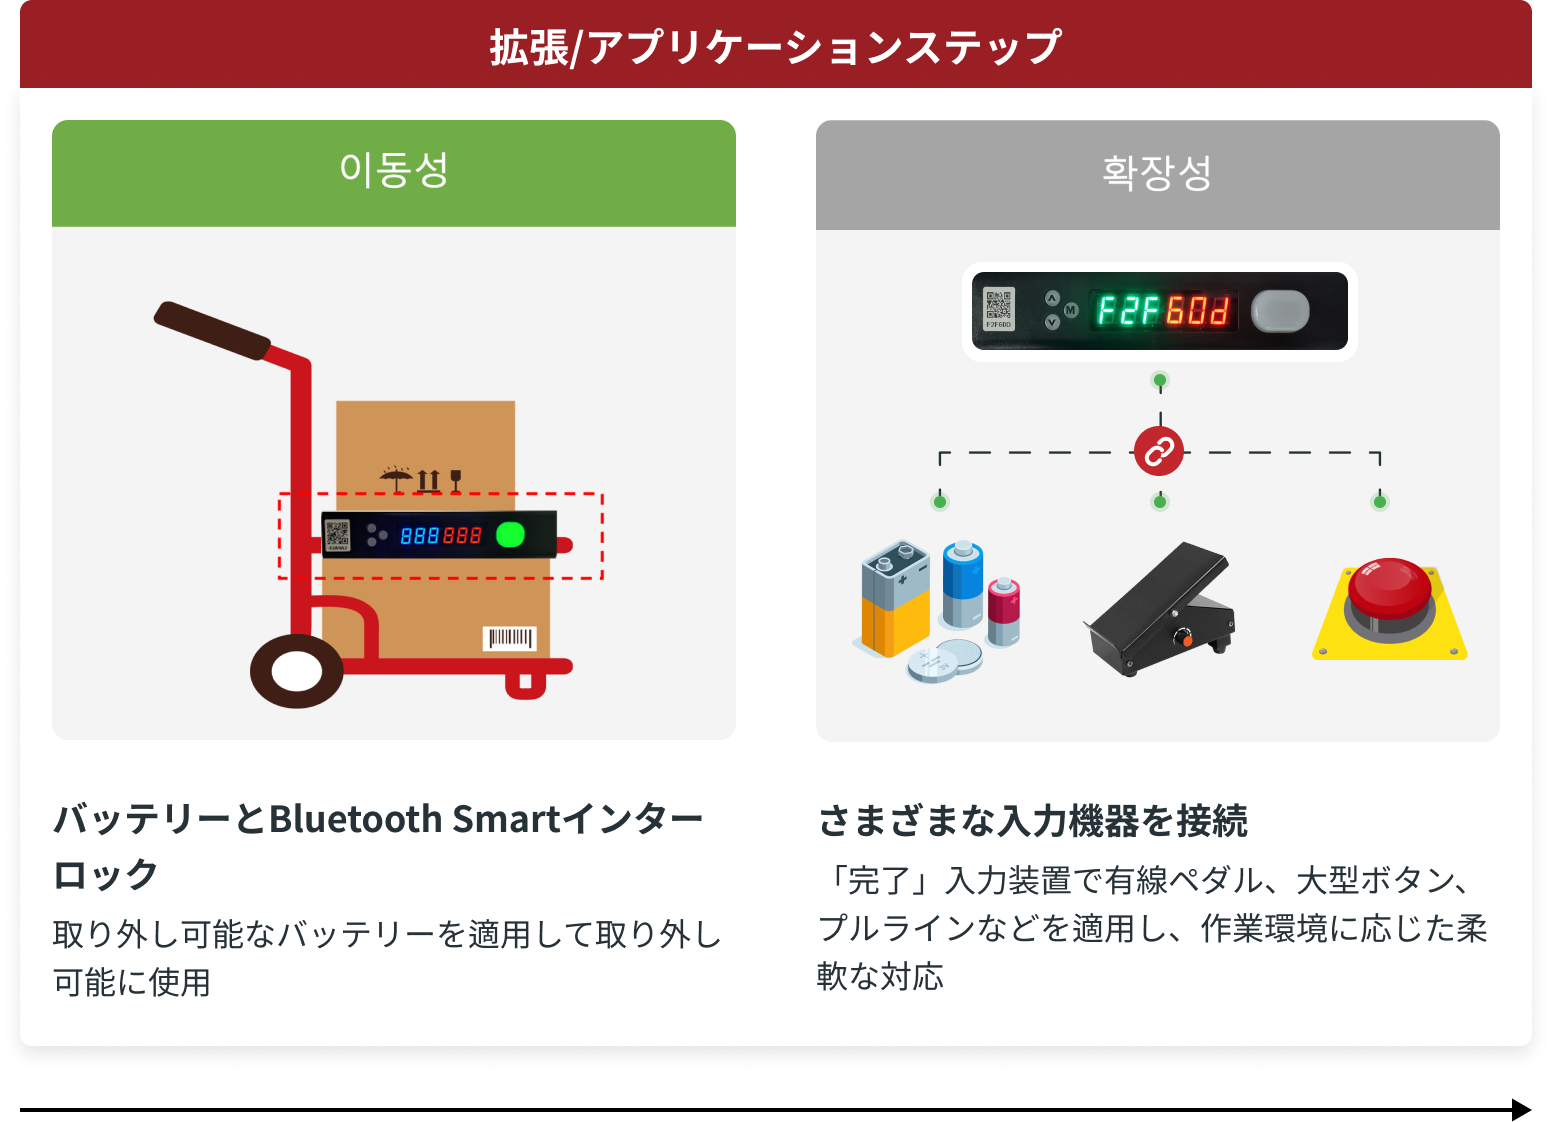 拡張/アプリケーションステップ
이동성
888888
확장성
F2F60D
M
F2F60d
バッテリーとBluetooth Smartインター
ロック
取り外し可能なバッテリーを適用して取り外し
可能に使用
さまざまな入力機器を接続
「完了」入力装置で有線ペダル、大型ボタン、
プルラインなどを適用し、作業環境に応じた柔
軟な対応